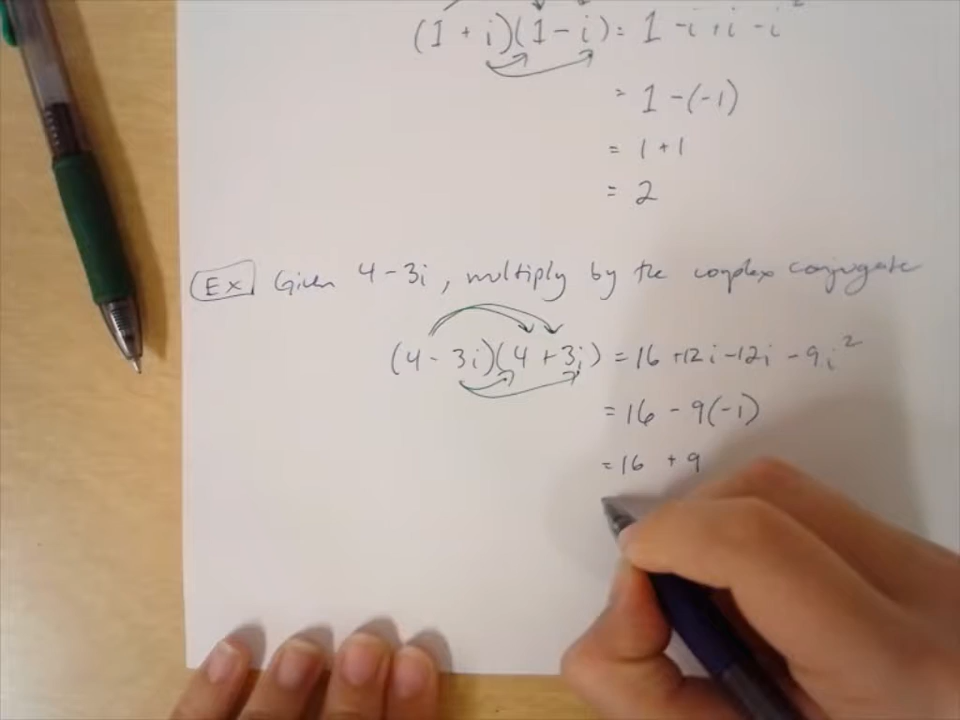 (1 + i)(1 - i) = 1 - i + i - i²
= 1 - (-1)
= 1 + 1
= 2
Ex Given 4 - 3i, multiply by the complex conjugate
(4 - 3i)(4 + 3i) = 16 + 12i - 12i - 9i²
= 16 - 9(-1)
= 16 + 9